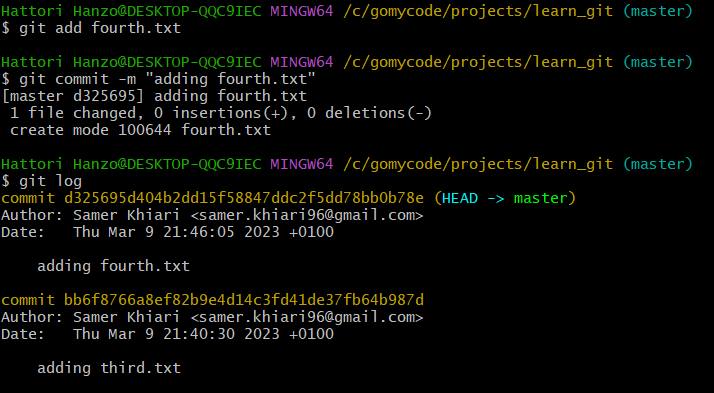 Hattori Hanzo@DESKTOP-QQC9IEC MINGW64 /c/gomycode/projects/learn_git (master)
$ git add fourth.txt
Hattori Hanzo@DESKTOP-QQC9IEC MINGW64 /c/gomycode/projects/learn_git (master)
$ git commit -m "adding fourth.txt"
[master d325695] adding fourth.txt
 1 file changed, 0 insertions(+), 0 deletions(-)
 create mode 100644 fourth.txt
Hattori Hanzo@DESKTOP-QQC9IEC MINGW64 /c/gomycode/projects/learn_git (master)
$ git log
commit d325695d404b2dd15f58847ddc2f5dd78bb0b78e (HEAD -> master)
Author: Samer Khiari <samer.khiari96@gmail.com>
Date:   Thu Mar 9 21:46:05 2023 +0100
    adding fourth.txt
commit bb6f8766a8ef82b9e4d14c3fd41de37fb64b987d
Author: Samer Khiari <samer.khiari96@gmail.com>
Date:   Thu Mar 9 21:40:30 2023 +0100
    adding third.txt